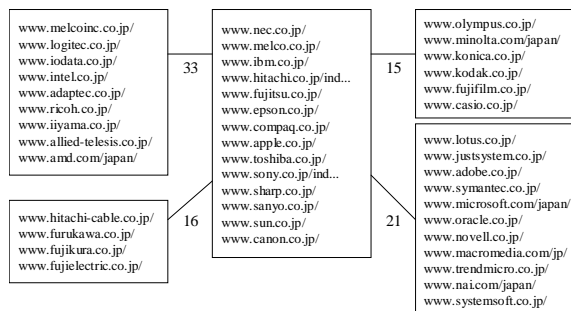 www.melcoinc.co.jp/
www.logitec.co.jp/
www.iodata.co.jp/
www.intel.co.jp/
www.adaptec.co.jp/
www.ricoh.co.jp/
www.iiyama.co.jp/
www.allied-telesis.co.jp/
www.amd.com/japan/
33
www.hitachi-cable.co.jp/
www.furukawa.co.jp/
www.fujikura.co.jp/
www.fujielectric.co.jp/
16
www.nec.co.jp/
www.melco.co.jp/
www.ibm.co.jp/
www.hitachi.co.jp/ind...
www.fujitsu.co.jp/
www.epson.co.jp/
www.compaq.co.jp/
www.apple.co.jp/
www.toshiba.co.jp/
www.sony.co.jp/ind...
www.sharp.co.jp/
www.sanyo.co.jp/
www.sun.co.jp/
www.canon.co.jp/
15
www.olympus.co.jp/
www.minolta.com/japan/
www.konica.co.jp/
www.kodak.co.jp/
www.fujifilm.co.jp/
www.casio.co.jp/
21
www.lotus.co.jp/
www.justsystem.co.jp/
www.adobe.co.jp/
www.symantec.co.jp/
www.microsoft.com/japan/
www.oracle.co.jp/
www.novell.co.jp/
www.macromedia.com/jp/
www.trendmicro.co.jp/
www.nai.com/japan/
www.systemsoft.co.jp/